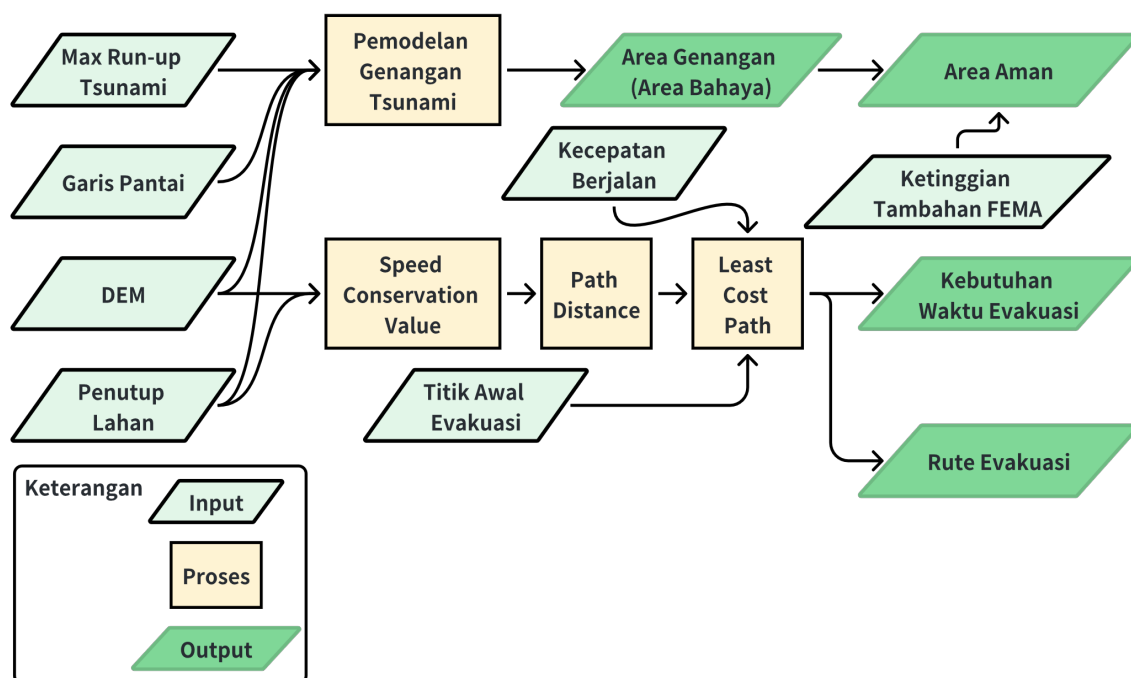 Max Run-up
Tsunami
Pemodelan
Genangan
Tsunami
Area Genangan
(Area Bahaya)
Area Aman
Garis Pantai
Kecepatan
Berjalan
Ketinggian
Tambahan FEMA
DEM
Speed
Conservation
Value
Path
Distance
Least
Cost
Path
Kebutuhan
Waktu Evakuasi
Penutup
Lahan
Titik Awal
Evakuasi
Rute Evakuasi
Keterangan
Input
Proses
Output